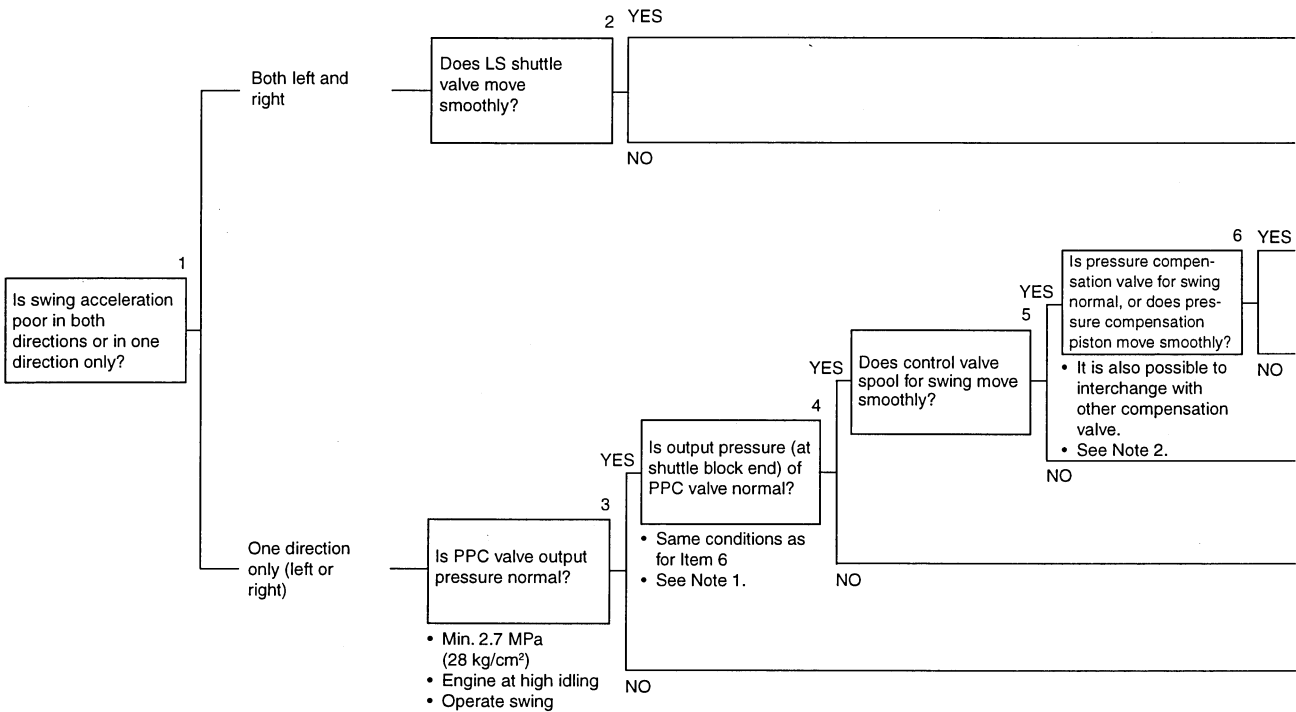 1
Is swing acceleration
poor in both
directions or in one
direction only?
Both left and
right
2
YES
Does LS shuttle
valve move
smoothly?
NO
One direction
only (left or
right)
3
Is PPC valve output
pressure normal?
• Min. 2.7 MPa
(28 kg/cm²)
• Engine at high idling
• Operate swing
YES
NO
4
Is output pressure (at
shuttle block end) of
PPC valve normal?
• Same conditions as
for Item 6
• See Note 1.
YES
NO
5
Does control valve
spool for swing move
smoothly?
YES
NO
6
Is pressure compen-
sation valve for swing
normal, or does pres-
sure compensation
piston move smoothly?
• It is also possible to
interchange with
other compensation
valve.
• See Note 2.
YES
NO